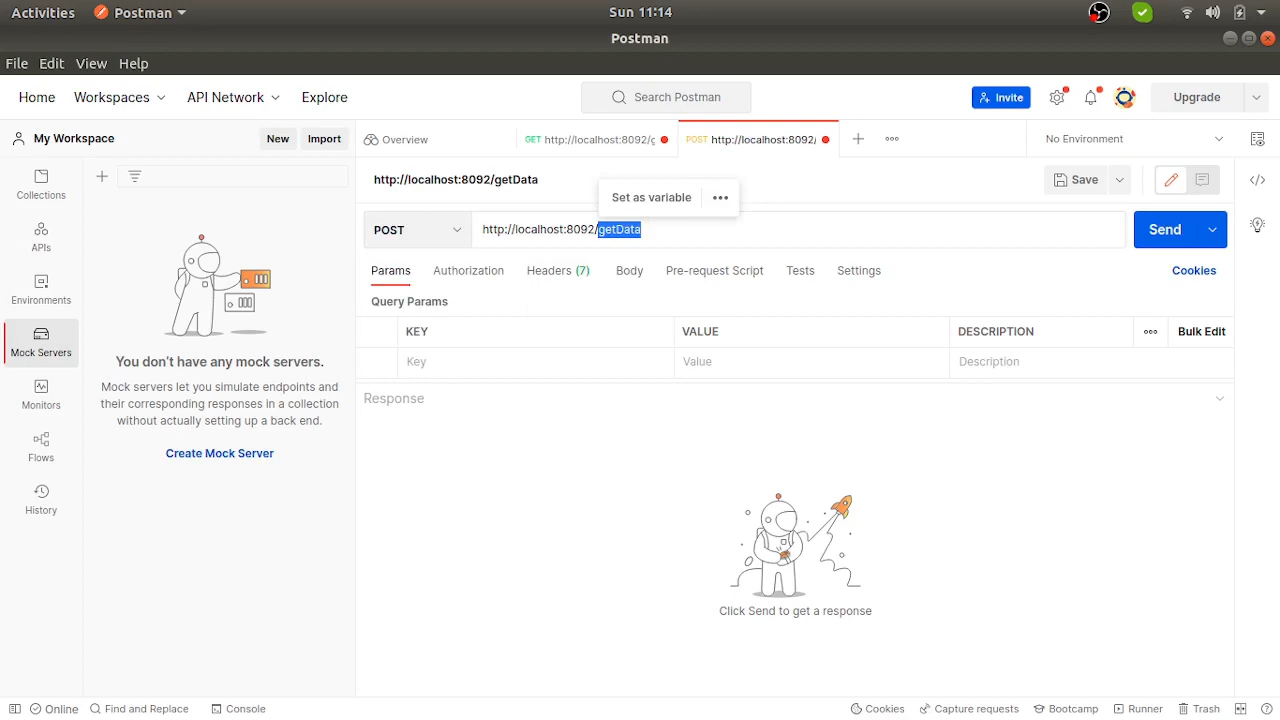 Activities Postman Sun 11:14
Postman
File Edit View Help
Home Workspaces API Network Explore Search Postman Invite Upgrade
My Workspace New Import Overview GET http://localhost:8092/g POST http://localhost:8092/ No Environment
http://localhost:8092/getData Save
Set as variable
POST http://localhost:8092/getData Send
Params Authorization Headers (7) Body Pre-request Script Tests Settings Cookies
Query Params
KEY VALUE DESCRIPTION Bulk Edit
Key Value Description
Response
Collections
APIs
Environments
Mock Servers
Monitors
Flows
History
You don't have any mock servers.
Mock servers let you simulate endpoints and
their corresponding responses in a collection
without actually setting up a back end.
Create Mock Server
Click Send to get a response
Online Find and Replace Console Cookies Capture requests Bootcamp Runner Trash